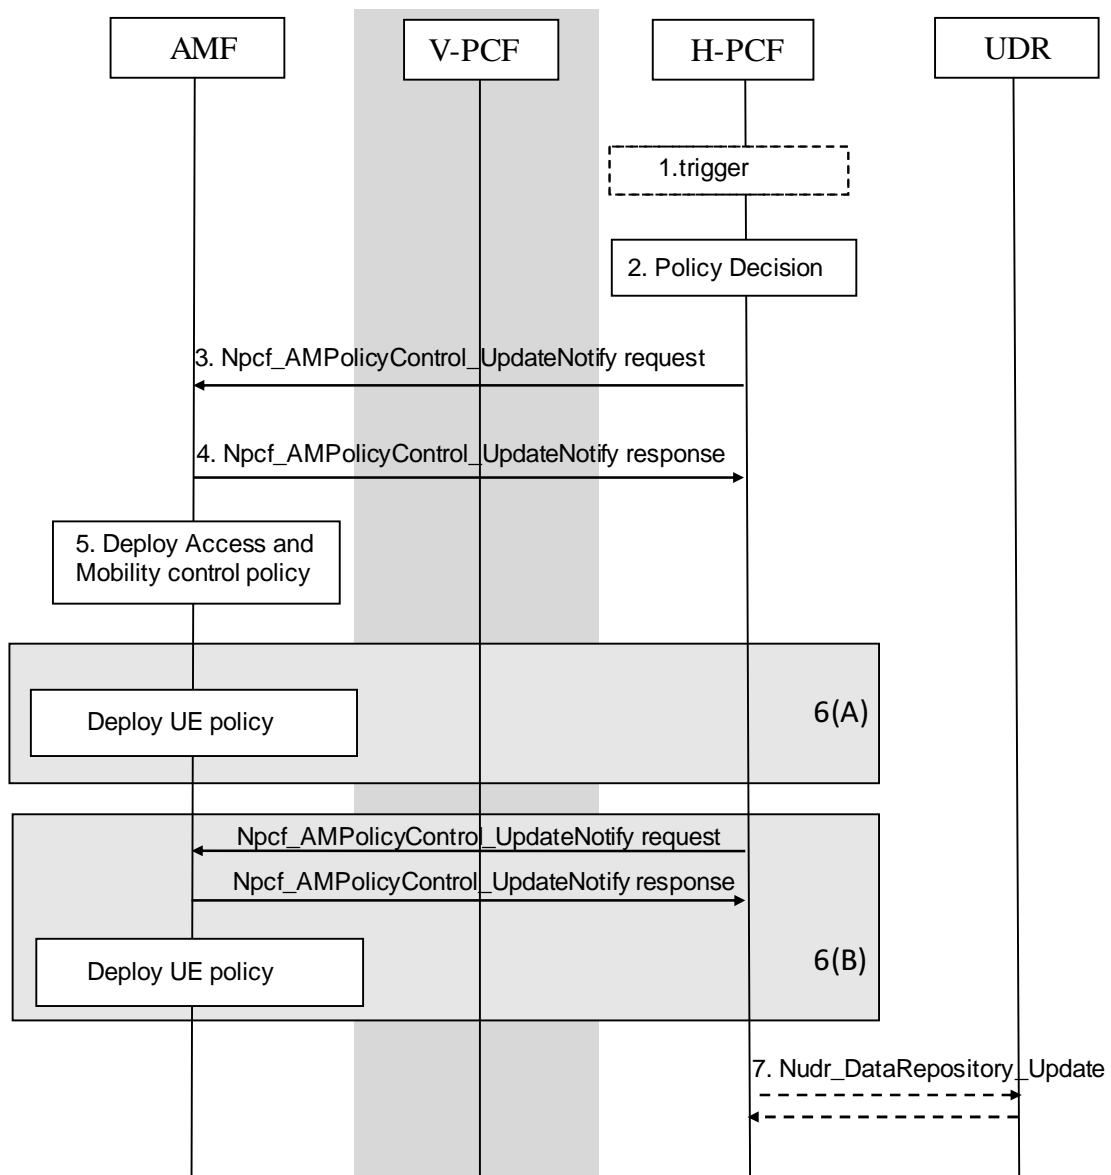 AMF
V-PCF
H-PCF
UDR
1.trigger
2. Policy Decision
3. Npcf_AMPolicyControl_UpdateNotify request
4. Npcf_AMPolicyControl_UpdateNotify response
5. Deploy Access and
Mobility control policy
Deploy UE policy
6(A)
Npcf_AMPolicyControl_UpdateNotify request
Npcf_AMPolicyControl_UpdateNotify response
Deploy UE policy
6(B)
7. Nudr_DataRepository_Update